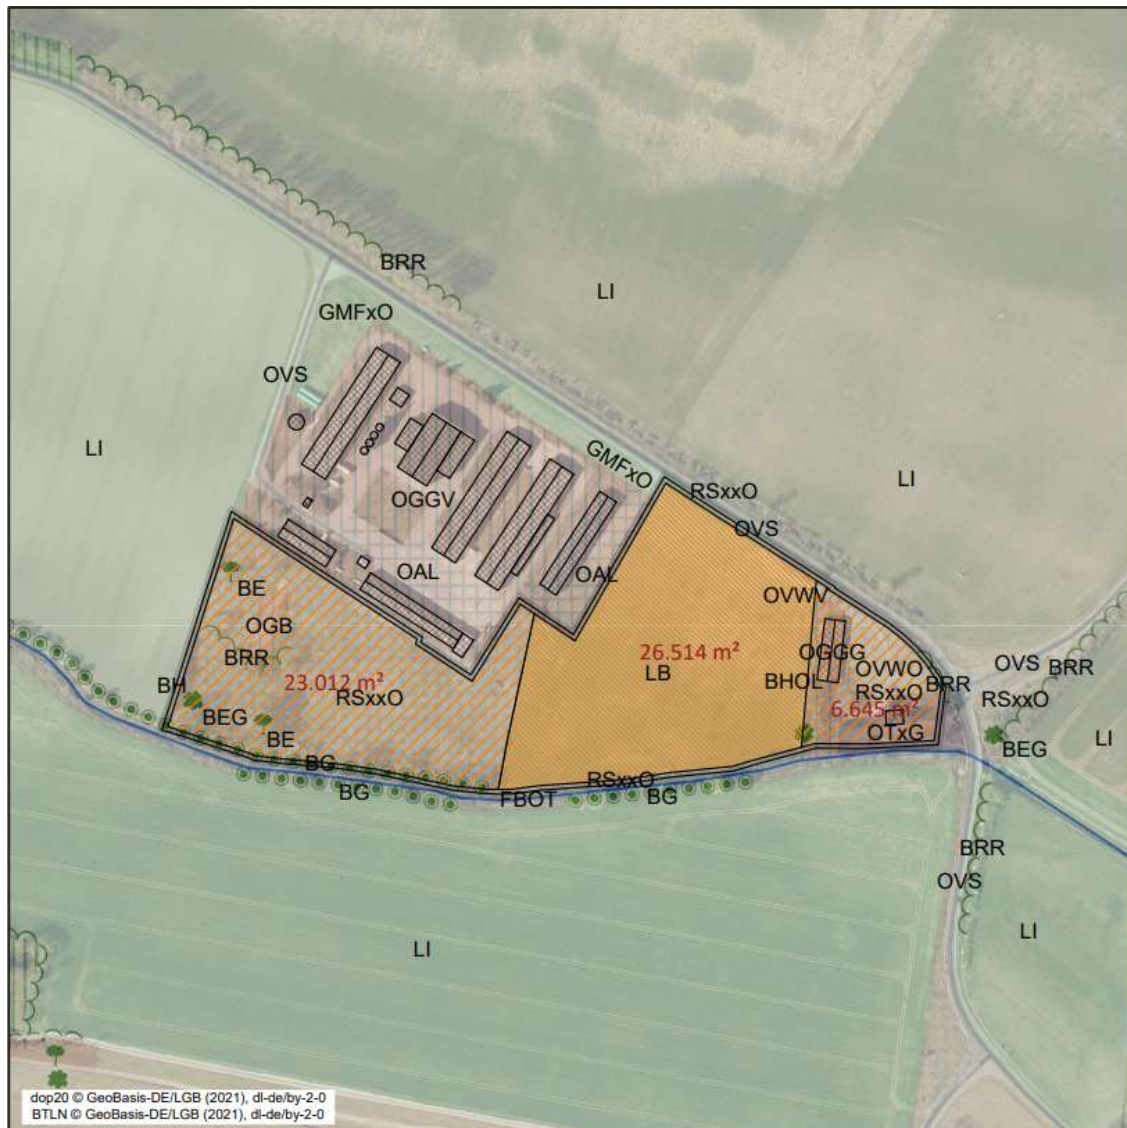 BRR
LI
GMFxO
OVS
LI
GMFxO
LI
RSxxO
OGGV
OVS
OAL
OAL
BE
OVWV
OGB
26.514 m²
OGGG
BRR
LB
OVWO
OVS
BRR
BH
23.012 m²
RSxxO
BHOL
RSxxO
BRR
RSxxO
BEG
6.645 m²
BE
OTxG
BEG
LI
BG
RSxxO
BG
FBOT
BG
BRR
OVS
LI
LI
dop20 © GeoBasis-DE/LGB (2021), dl-de/by-2-0
BTLN © GeoBasis-DE/LGB (2021), dl-de/by-2-0